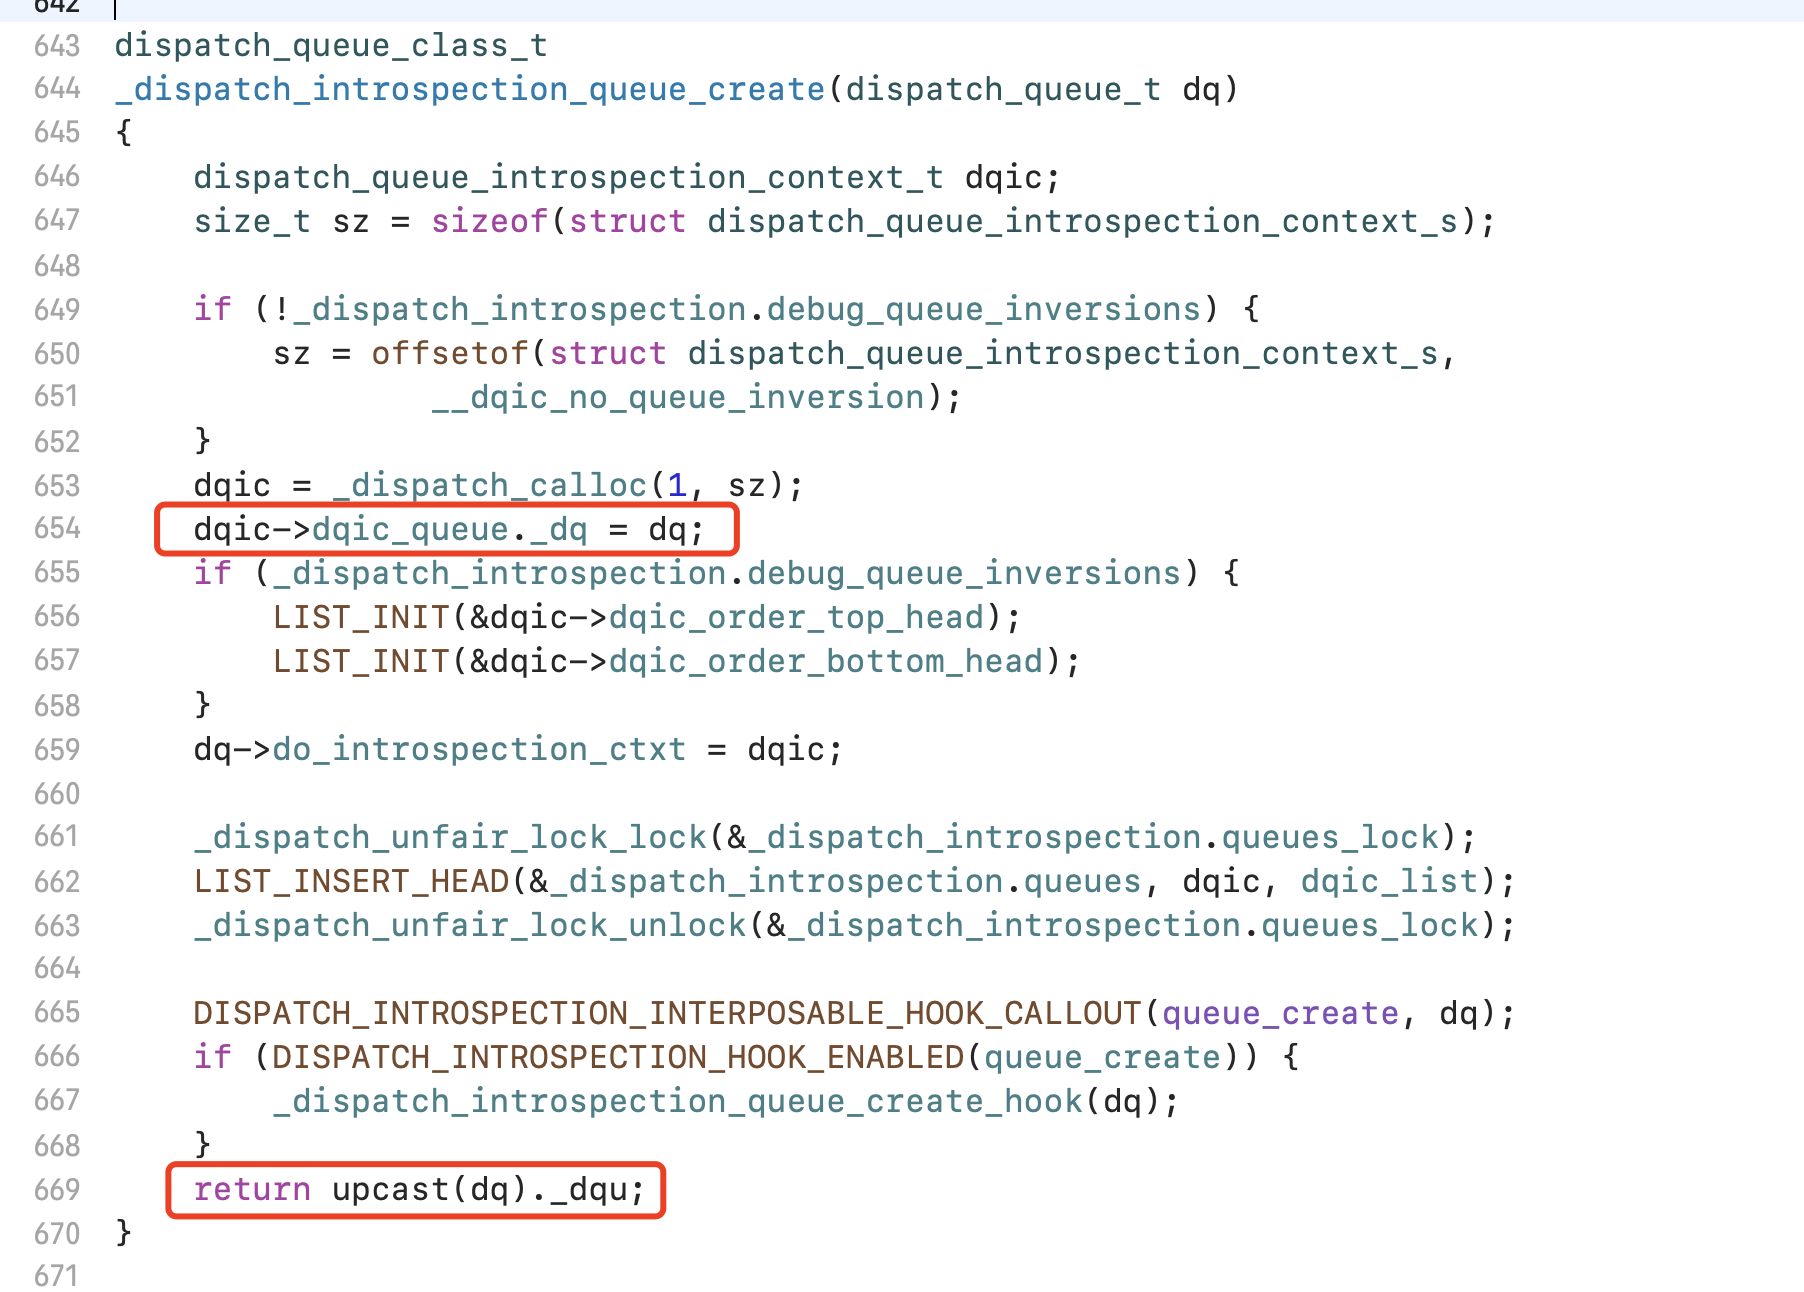 642
643 dispatch_queue_class_t
644 _dispatch_introspection_queue_create(dispatch_queue_t dq)
645 {
646     dispatch_queue_introspection_context_t dqic;
647     size_t sz = sizeof(struct dispatch_queue_introspection_context_s);
648
649     if (!_dispatch_introspection.debug_queue_inversions) {
650         sz = offsetof(struct dispatch_queue_introspection_context_s,
651                 __dqic_no_queue_inversion);
652     }
653     dqic = _dispatch_calloc(1, sz);
654     dqic->dqic_queue._dq = dq;
655     if (_dispatch_introspection.debug_queue_inversions) {
656         LIST_INIT(&dqic->dqic_order_top_head);
657         LIST_INIT(&dqic->dqic_order_bottom_head);
658     }
659     dq->do_introspection_ctxt = dqic;
660
661     _dispatch_unfair_lock_lock(&_dispatch_introspection.queues_lock);
662     LIST_INSERT_HEAD(&_dispatch_introspection.queues, dqic, dqic_list);
663     _dispatch_unfair_lock_unlock(&_dispatch_introspection.queues_lock);
664
665     DISPATCH_INTROSPECTION_INTERPOSABLE_HOOK_CALLOUT(queue_create, dq);
666     if (DISPATCH_INTROSPECTION_HOOK_ENABLED(queue_create)) {
667         _dispatch_introspection_queue_create_hook(dq);
668     }
669     return upcast(dq)._dqu;
670 }
671